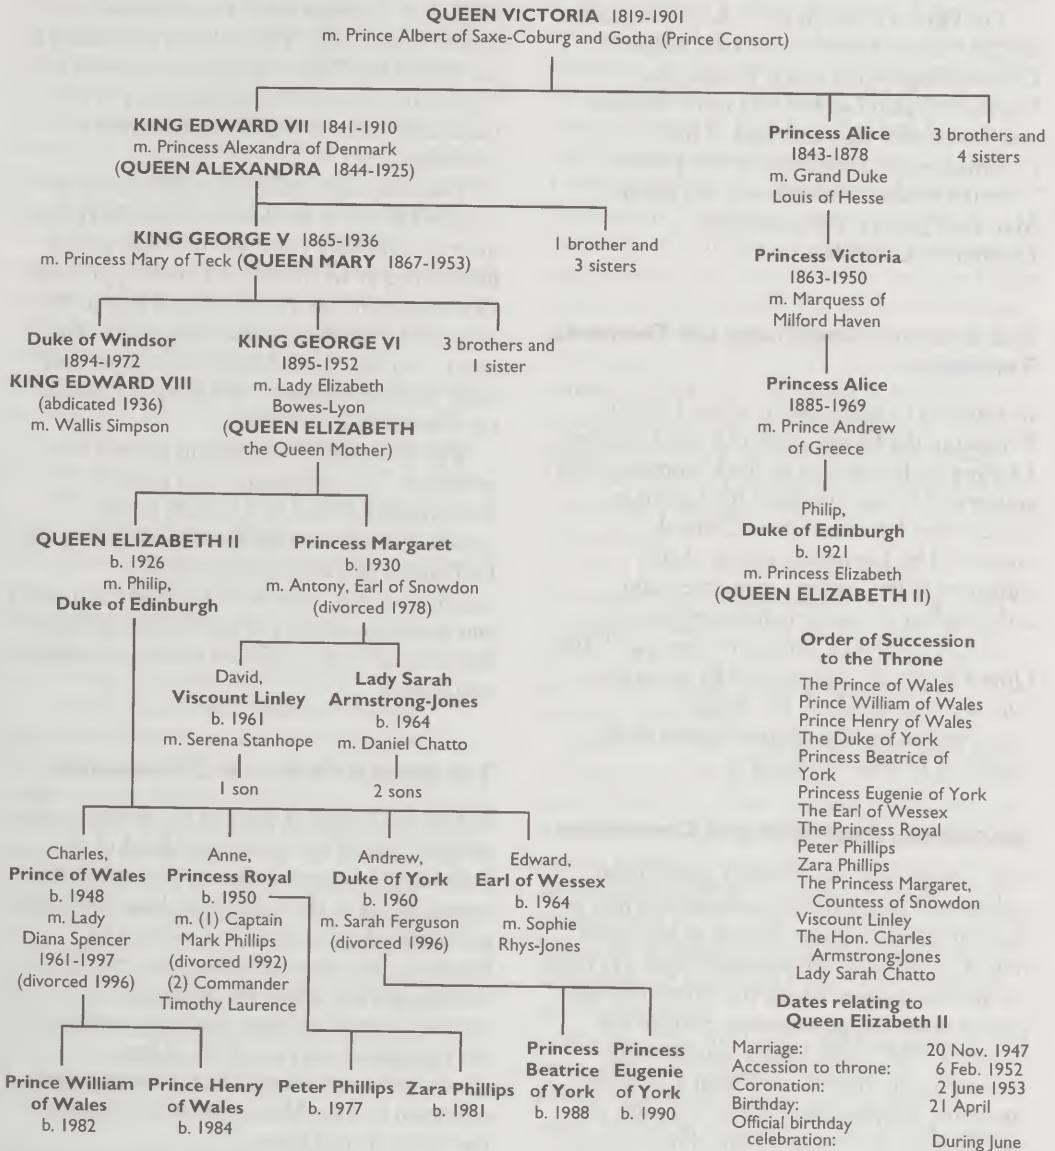 QUEEN VICTORIA 1819-1901
m. Prince Albert of Saxe-Coburg and Gotha (Prince Consort)
KING EDWARD VII 1841-1910
m. Princess Alexandra of Denmark
(QUEEN ALEXANDRA 1844-1925)
Princess Alice
1843-1878
m. Grand Duke
Louis of Hesse
3 brothers and
4 sisters
KING GEORGE V 1865-1936
m. Princess Mary of Teck (QUEEN MARY 1867-1953)
1 brother and
3 sisters
Princess Victoria
1863-1950
m. Marquess of
Milford Haven
Duke of Windsor
1894-1972
KING EDWARD VIII
(abdicated 1936)
m. Wallis Simpson
KING GEORGE VI
1895-1952
m. Lady Elizabeth
Bowes-Lyon
(QUEEN ELIZABETH
the Queen Mother)
3 brothers and
1 sister
Princess Alice
1885-1969
m. Prince Andrew
of Greece
QUEEN ELIZABETH II
b. 1926
m. Philip,
Duke of Edinburgh
Princess Margaret
b. 1930
m. Antony, Earl of Snowdon
(divorced 1978)
Philip,
Duke of Edinburgh
b. 1921
m. Princess Elizabeth
(QUEEN ELIZABETH II)
David,
Viscount Linley
b. 1961
m. Serena Stanhope
1 son
Lady Sarah
Armstrong-Jones
b. 1964
m. Daniel Chatto
2 sons
Charles,
Prince of Wales
b. 1948
m. Lady
Diana Spencer
1961-1997
(divorced 1996)
Anne,
Princess Royal
b. 1950
m. (1) Captain
Mark Phillips
(divorced 1992)
(2) Commander
Timothy Laurence
Andrew,
Duke of York
b. 1960
m. Sarah Ferguson
(divorced 1996)
Edward,
Earl of Wessex
b. 1964
m. Sophie
Rhys-Jones
Prince William
of Wales
b. 1982
Prince Henry
of Wales
b. 1984
Peter Phillips
b. 1977
Zara Phillips
b. 1981
Princess
Beatrice
of York
b. 1988
Princess
Eugenie
of York
b. 1990
Order of Succession
to the Throne
The Prince of Wales
Prince William of Wales
Prince Henry of Wales
The Duke of York
Princess Beatrice of
York
Princess Eugenie of York
The Earl of Wessex
The Princess Royal
Peter Phillips
Zara Phillips
The Princess Margaret,
Countess of Snowdon
Viscount Linley
The Hon. Charles
Armstrong-Jones
Lady Sarah Chatto
Dates relating to
Queen Elizabeth II
Marriage: 20 Nov. 1947
Accession to throne: 6 Feb. 1952
Coronation: 2 June 1953
Birthday: 21 April
Official birthday
celebration: During June